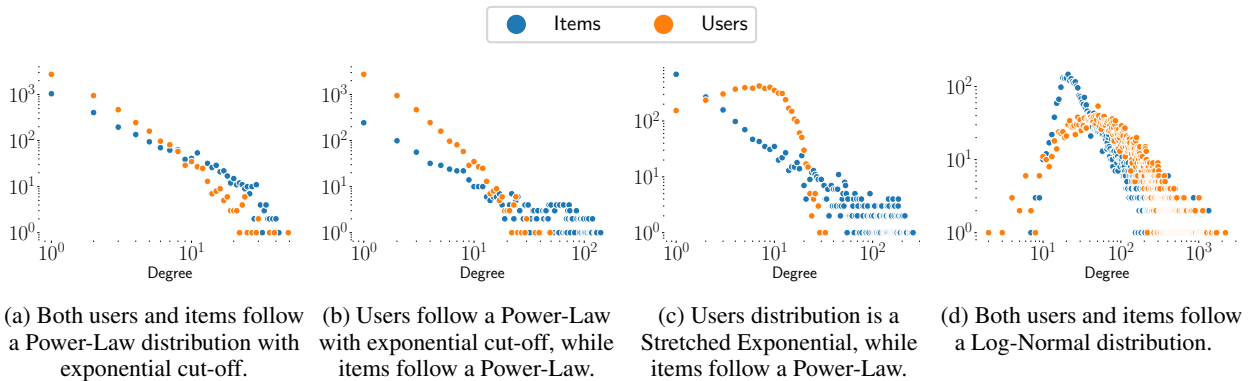 Items Users
10³
10²
10¹
10⁰
10⁰ 10¹
Degree
10³
10²
10¹
10⁰
10⁰ 10¹ 10²
Degree
10²
10¹
10⁰
10⁰ 10¹ 10²
Degree
10²
10¹
10⁰
10¹ 10² 10³
Degree
(a) Both users and items follow
a Power-Law distribution with
exponential cut-off.
(b) Users follow a Power-Law
with exponential cut-off, while
items follow a Power-Law.
(c) Users distribution is a
Stretched Exponential, while
items follow a Power-Law.
(d) Both users and items follow
a Log-Normal distribution.